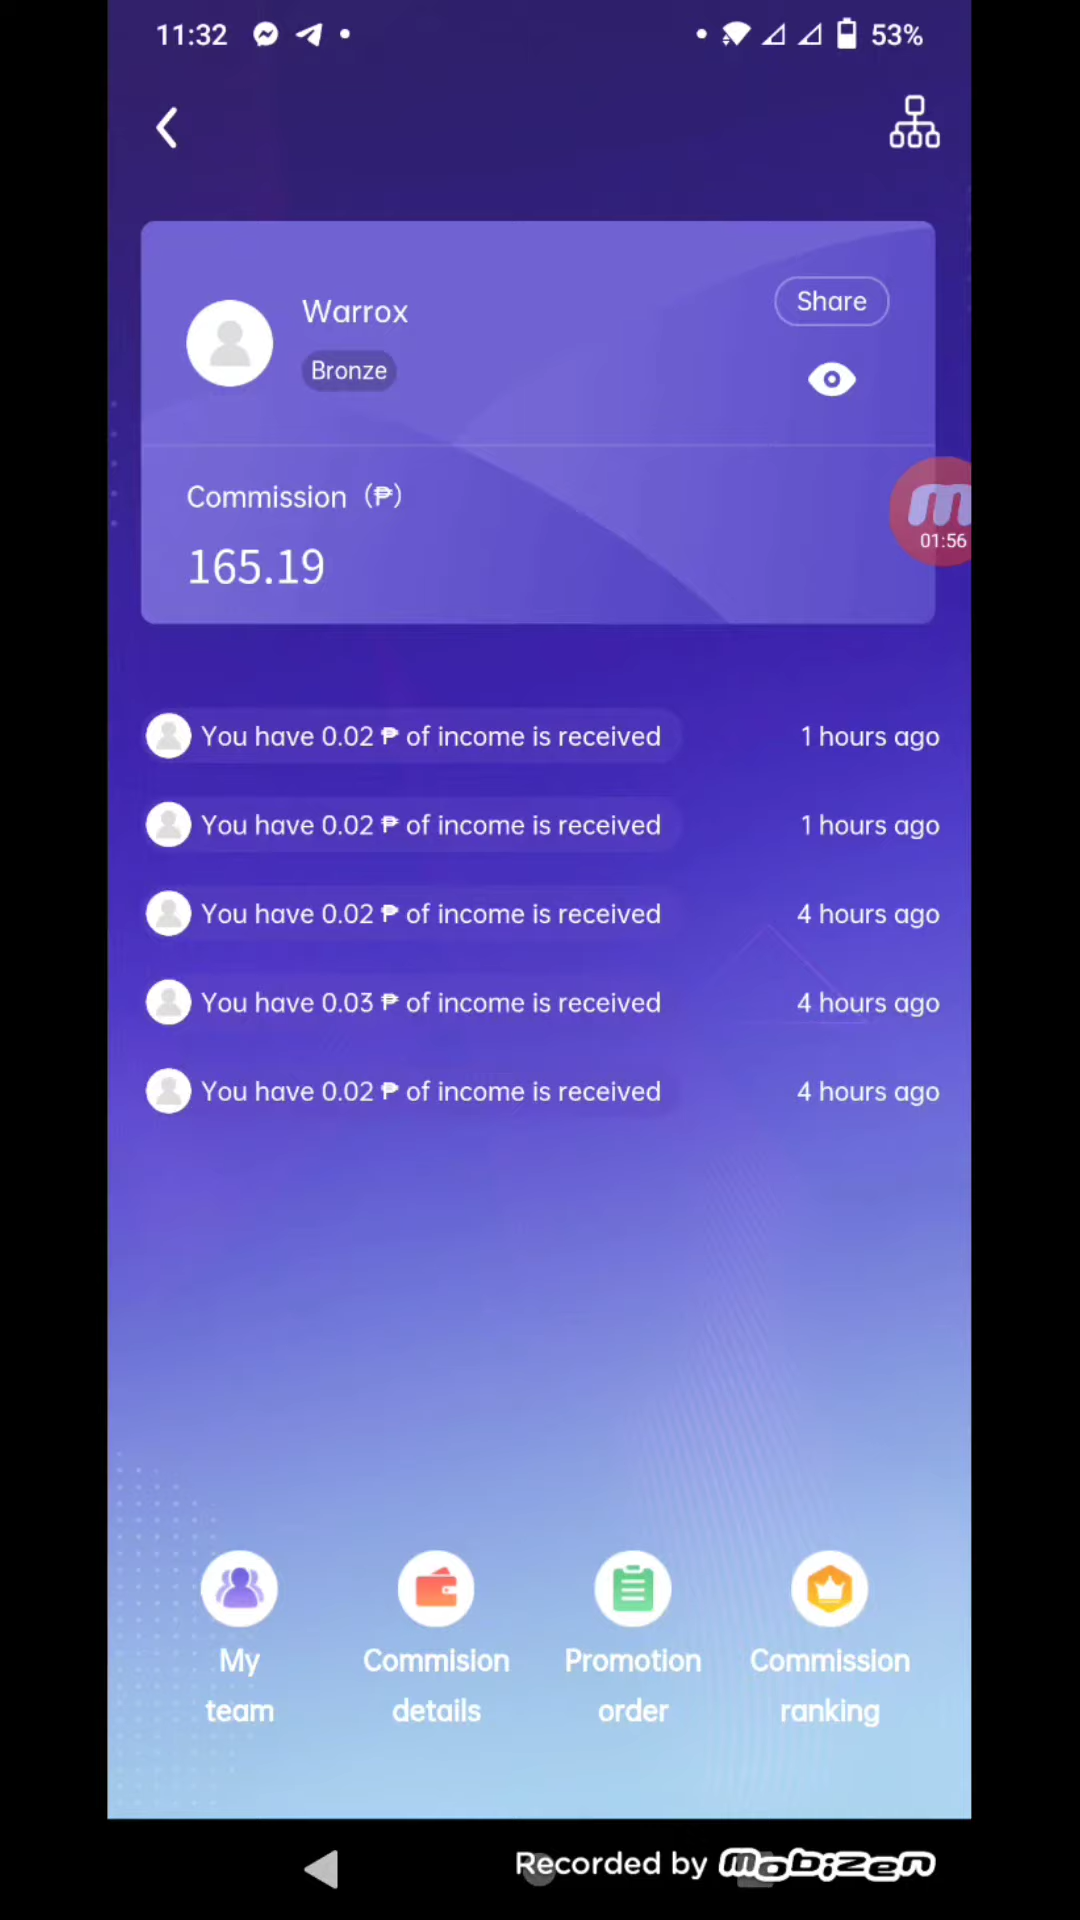 11:32
53%
Warrox
Share
Bronze
Commission (₱)
165.19
01:56
You have 0.02 ₱ of income is received 1 hours ago
You have 0.02 ₱ of income is received 1 hours ago
You have 0.02 ₱ of income is received 4 hours ago
You have 0.03 ₱ of income is received 4 hours ago
You have 0.02 ₱ of income is received 4 hours ago
My team
Commision details
Promotion order
Commission ranking
Recorded by mobizen